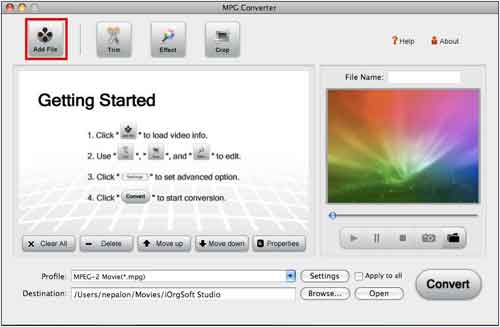 MPG Converter
Add File Trim Effect Crop ? Help About
Getting Started
File Name:
1. Click " " to load video info.
2. Use " ", " ", and " " to edit.
3. Click " Settings " to set advanced option.
4. Click " Convert " to start conversion.
Clear All Delete Move up Move down Properties
Profile: MPEG-2 Movie(*.mpg) Settings Apply to all
Convert
Destination: /Users/nepalon/Movies/iOrgSoft Studio Browse... Open